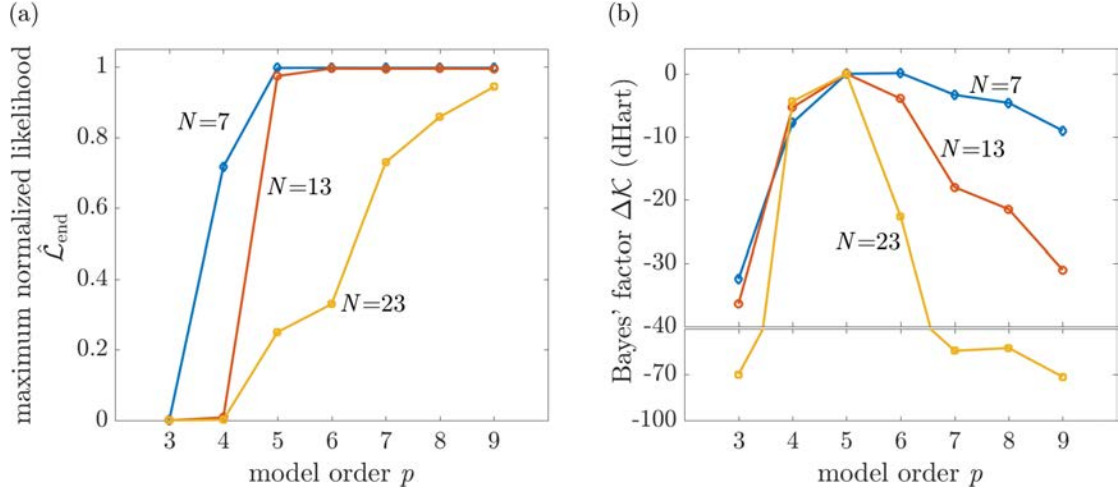 (a)
maximum normalized likelihood
𝓛̂end
1
0.8
0.6
0.4
0.2
0
N=7
N=13
N=23
3 4 5 6 7 8 9
model order p
(b)
Bayes' factor Δ𝒦 (dHart)
0
-10
-20
-30
-40
-70
-100
N=7
N=13
N=23
3 4 5 6 7 8 9
model order p